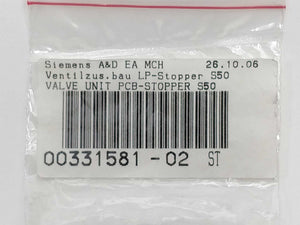 Siemens A&D EA MCH 26.10.06
Ventilzus.bau LP-Stopper S50
VALVE UNIT PCB-STOPPER S50
00331581-02 ST